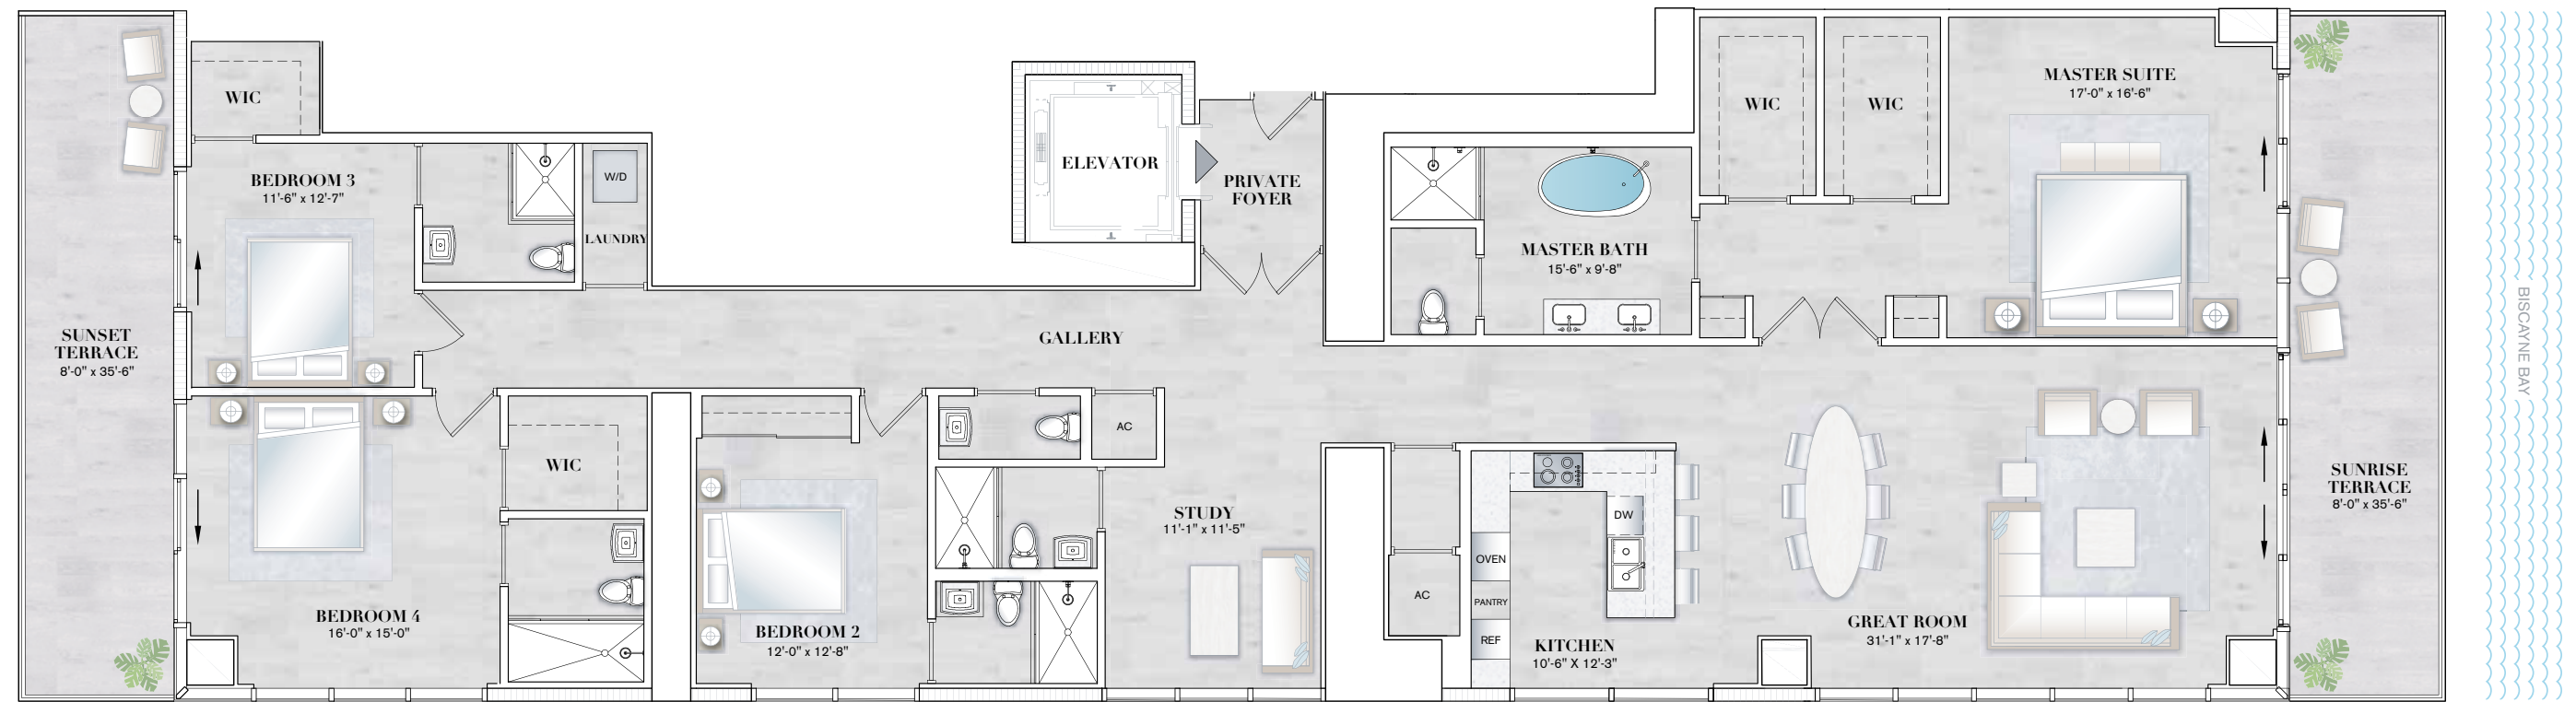 WIC
BEDROOM 3
11'-6" x 12'-7"
W/D
LAUNDRY
SUNSET
TERRACE
8'-0" x 35'-6"
ELEVATOR
PRIVATE
FOYER
GALLERY
MASTER BATH
15'-6" x 9'-8"
WIC
WIC
MASTER SUITE
17'-0" x 16'-6"
BEDROOM 4
16'-0" x 15'-0"
WIC
BEDROOM 2
12'-0" x 12'-8"
AC
STUDY
11'-1" x 11'-5"
AC
OVEN
PANTRY
REF
DW
KITCHEN
10'-6" X 12'-3"
GREAT ROOM
31'-1" x 17'-8"
SUNRISE
TERRACE
8'-0" x 35'-6"
BISCAYNE BAY